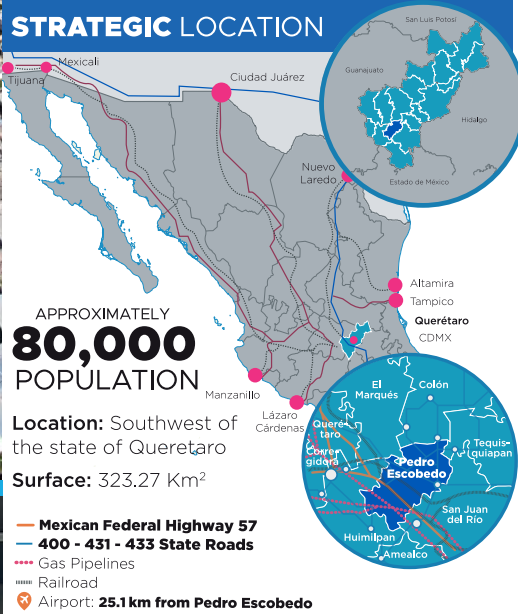 STRATEGIC LOCATION
San Luis Potosí
Guanajuato
Hidalgo
Estado de México
Mexicali
Tijuana
Ciudad Juárez
Nuevo
Laredo
Altamira
Tampico
Querétaro
CDMX
Manzanillo
Lázaro
Cárdenas
APPROXIMATELY
80,000
POPULATION
Location: Southwest of
the state of Queretaro
Surface: 323.27 Km²
El
Marqués
Colón
Queré-
taro
Corre-
gidora
Pedro
Escobedo
Tequis-
quiapan
San Juan
del Río
Huimilpan
Amealco
Mexican Federal Highway 57
400 - 431 - 433 State Roads
Gas Pipelines
Railroad
Airport: 25.1 km from Pedro Escobedo